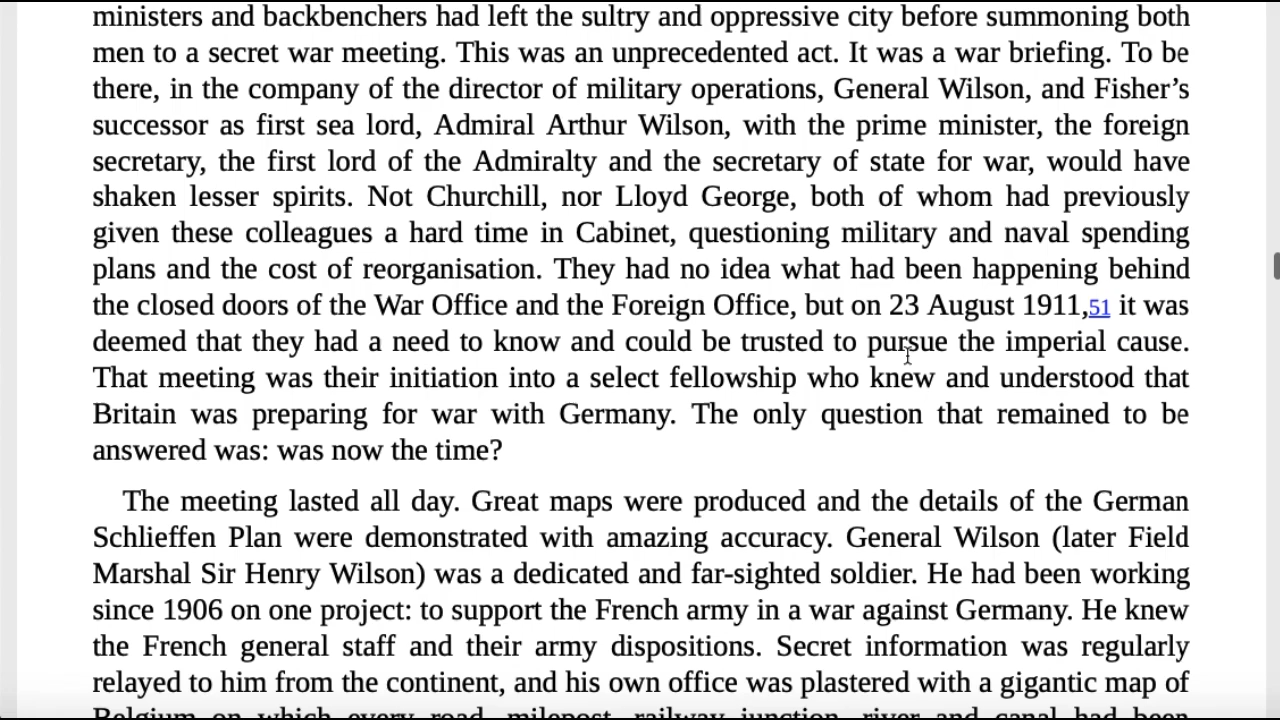 ministers and backbenchers had left the sultry and oppressive city before summoning both
men to a secret war meeting. This was an unprecedented act. It was a war briefing. To be
there, in the company of the director of military operations, General Wilson, and Fisher’s
successor as first sea lord, Admiral Arthur Wilson, with the prime minister, the foreign
secretary, the first lord of the Admiralty and the secretary of state for war, would have
shaken lesser spirits. Not Churchill, nor Lloyd George, both of whom had previously
given these colleagues a hard time in Cabinet, questioning military and naval spending
plans and the cost of reorganisation. They had no idea what had been happening behind
the closed doors of the War Office and the Foreign Office, but on 23 August 1911,51 it was
deemed that they had a need to know and could be trusted to pursue the imperial cause.
That meeting was their initiation into a select fellowship who knew and understood that
Britain was preparing for war with Germany. The only question that remained to be
answered was: was now the time?
The meeting lasted all day. Great maps were produced and the details of the German
Schlieffen Plan were demonstrated with amazing accuracy. General Wilson (later Field
Marshal Sir Henry Wilson) was a dedicated and far-sighted soldier. He had been working
since 1906 on one project: to support the French army in a war against Germany. He knew
the French general staff and their army dispositions. Secret information was regularly
relayed to him from the continent, and his own office was plastered with a gigantic map of
Belgium on which every road, milepost, railway junction, river and canal had been